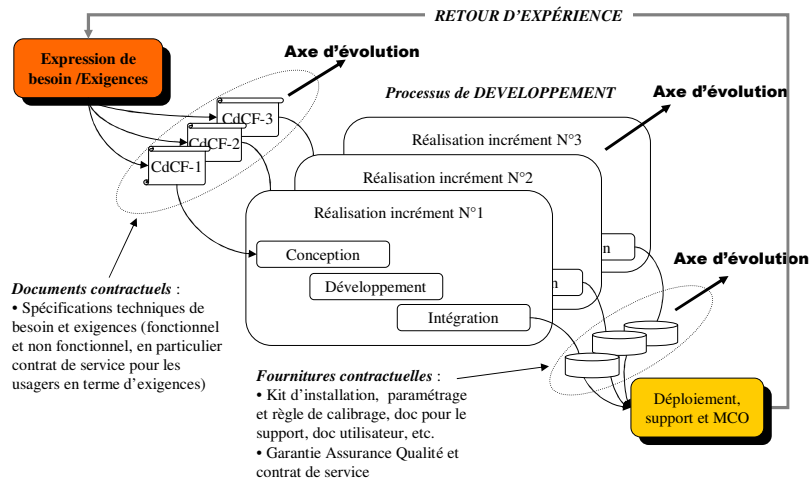 RETOUR D'EXPÉRIENCE
Expression de
besoin /Exigences
Axe d'évolution
CdCF-3
CdCF-2
CdCF-1
Processus de DEVELOPPEMENT
Axe d'évolution
Réalisation incrément N°3
Réalisation incrément N°2
Réalisation incrément N°1
Conception
Développement
Intégration
n
n
Axe d'évolution
Documents contractuels :
• Spécifications techniques de
besoin et exigences (fonctionnel
et non fonctionnel, en particulier
contrat de service pour les
usagers en terme d'exigences)
Fournitures contractuelles :
• Kit d'installation, paramétrage
et règle de calibrage, doc pour le
support, doc utilisateur, etc.
• Garantie Assurance Qualité et
contrat de service
Déploiement,
support et MCO